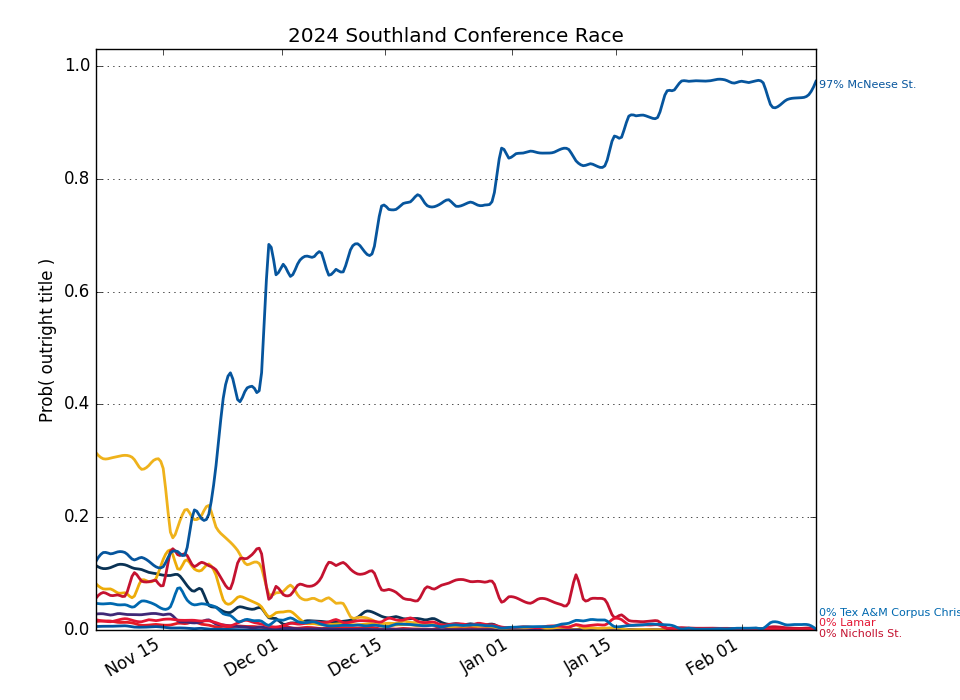 2024 Southland Conference Race
Prob( outright title )
1.0
0.8
0.6
0.4
0.2
0.0
Nov 15
Dec 01
Dec 15
Jan 01
Jan 15
Feb 01
97% McNeese St.
0% Tex A&M Corpus Chris
0% Lamar
0% Nicholls St.